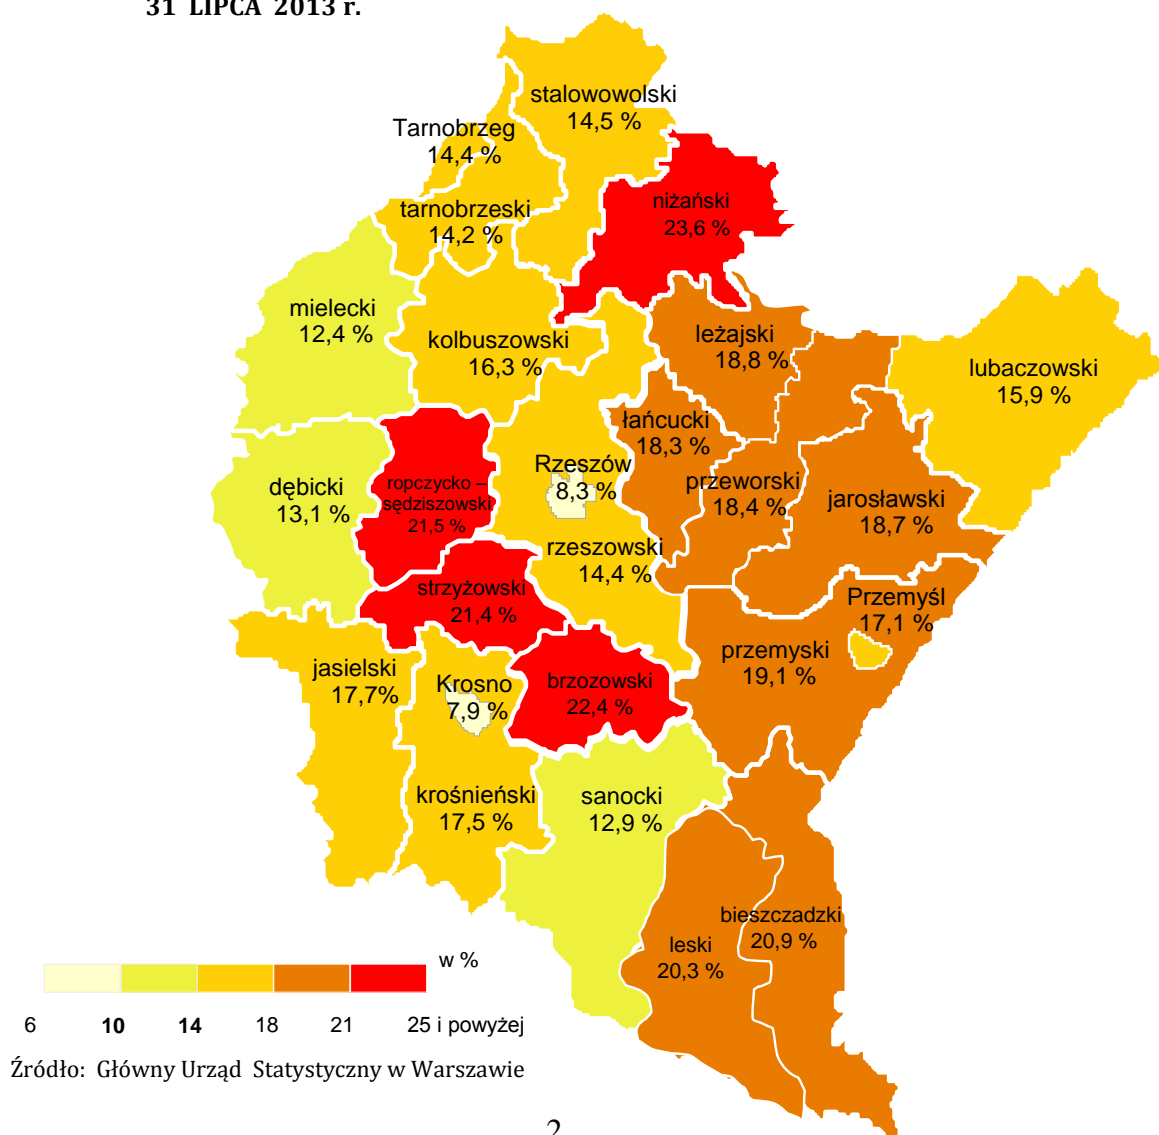 31 LIPCA 2013 r.
stalowowolski
14,5 %
Tarnobrzeg
14,4 %
niżański
23,6 %
tarnobrzeski
14,2 %
mielecki
12,4 %
kolbuszowski
16,3 %
leżajski
18,8 %
lubaczowski
15,9 %
łańcucki
18,3 %
Rzeszów
8,3 %
ropczycko –
sędziszowski
21,5 %
dębicki
13,1 %
przeworski
18,4 %
jarosławski
18,7 %
rzeszowski
14,4 %
strzyżowski
21,4 %
Przemyśl
17,1 %
przemyski
19,1 %
jasielski
17,7%
Krosno
7,9 %
brzozowski
22,4 %
krośnieński
17,5 %
sanocki
12,9 %
bieszczadzki
20,9 %
leski
20,3 %
w %
6 10 14 18 21 25 i powyżej
Źródło: Główny Urząd Statystyczny w Warszawie
2